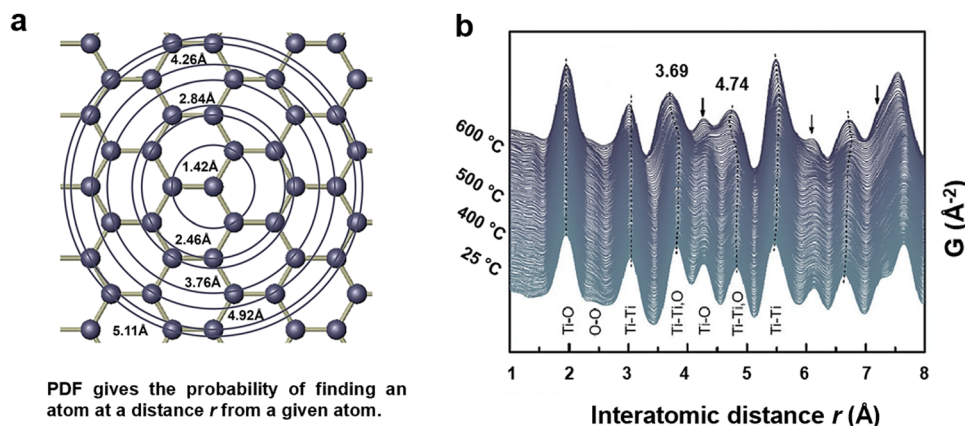 a
4.26Å
2.84Å
1.42Å
2.46Å
3.76Å
4.92Å
5.11Å
PDF gives the probability of finding an
atom at a distance r from a given atom.
b
3.69
4.74
600 °C
500 °C
400 °C
25 °C
Ti-O
O-O
Ti-Ti
Ti-Ti,O
Ti-O
Ti-Ti,O
Ti-Ti
1 2 3 4 5 6 7 8
Interatomic distance r (Å)
G (Å-2)